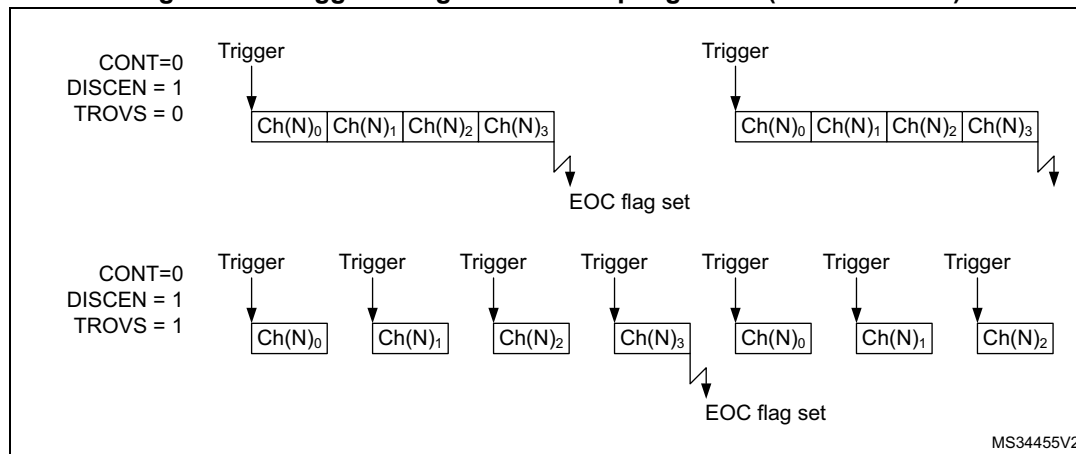 CONT=0
DISCEN = 1
TROVS = 0
Trigger Trigger
Ch(N)₀ Ch(N)₁ Ch(N)₂ Ch(N)₃ Ch(N)₀ Ch(N)₁ Ch(N)₂ Ch(N)₃
EOC flag set
CONT=0
DISCEN = 1
TROVS = 1
Trigger Trigger Trigger Trigger Trigger Trigger Trigger
Ch(N)₀ Ch(N)₁ Ch(N)₂ Ch(N)₃ Ch(N)₀ Ch(N)₁ Ch(N)₂
EOC flag set
MS34455V2